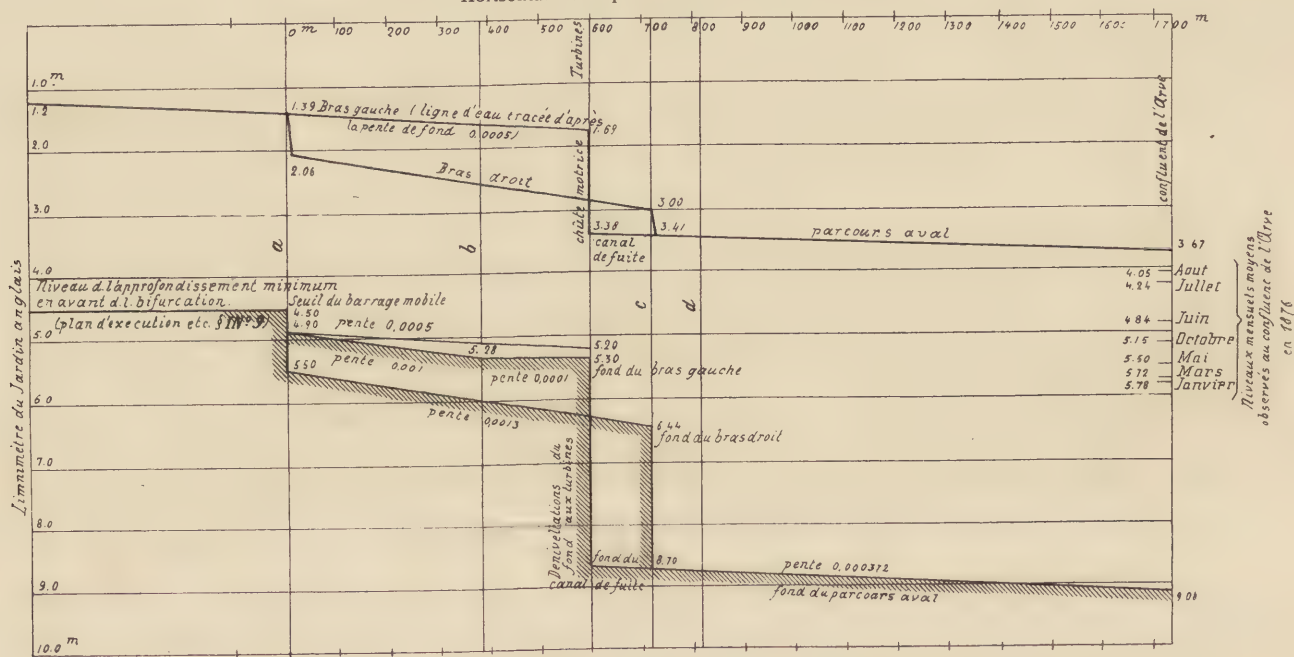 0 m 100 200 300 400 500 600 700 800 900 1000 1100 1200 1300 1400 1500 1600 1700 m
Turbines
1.0 m
1.2
1.39 Bras gauche (ligne d'eau tracée d'après
la pente de fond 0.00051
1.69
2.0
2.06
Bras droit
chûte motrice
confluent de l'Arve
3.00
3.0
3.38
3.41
parcours aval
canal
de fuite
3 67
a
b
c
d
4.0
Niveau d. l'approfondissement minimum
en avant d. l. bifurcation.
(plan d'execution etc. § IN° 9)
Seuil du barrage mobile
4.50
4.90
pente 0,0005
5.0
5.20
5.28
5.30
fond du bras gauche
5.50
pente 0.001
pente 0,0001
pente 0,0013
6.0
6.44
fond du bras droit
7.0
8.0
Denivellations du
fond aux turbines
fond du
8.70
canal de fuite
pente 0,000372
fond du parcours aval
9.0
9.08
10.0 m
Limnimètre du Jardin anglais
4.05 Aout
4.24 Jullet
4 84 Juin
5.15 Octobre
5.50 Mai
5 72 Mars
5.78 Janvier
Niveaux mensuels moyens
observés au confluent de l'Arve
en 1876